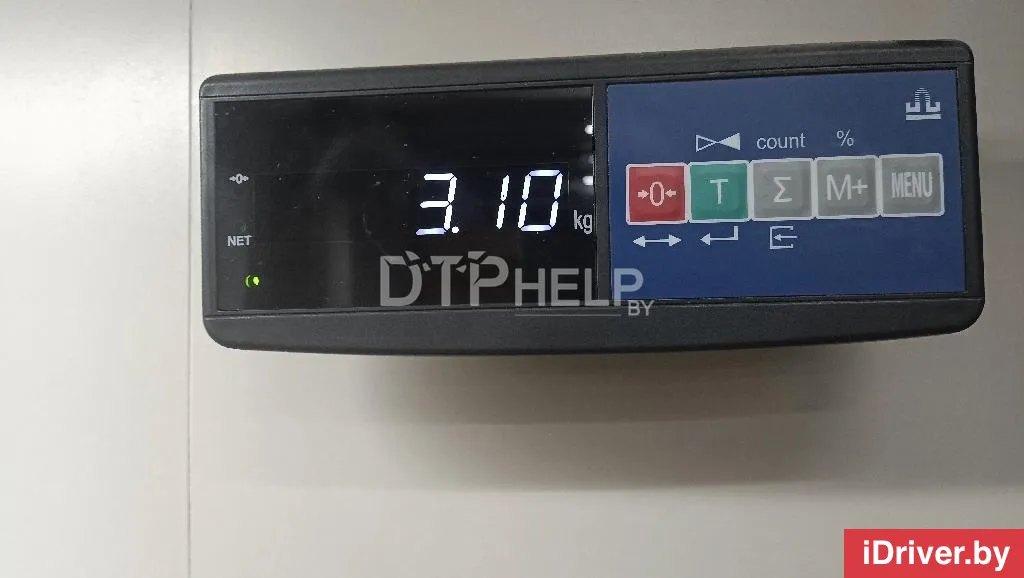 count %
→0←
→0← T Σ M+ MENU
3.10 kg
NET
DTPHELP
BY
iDriver.by